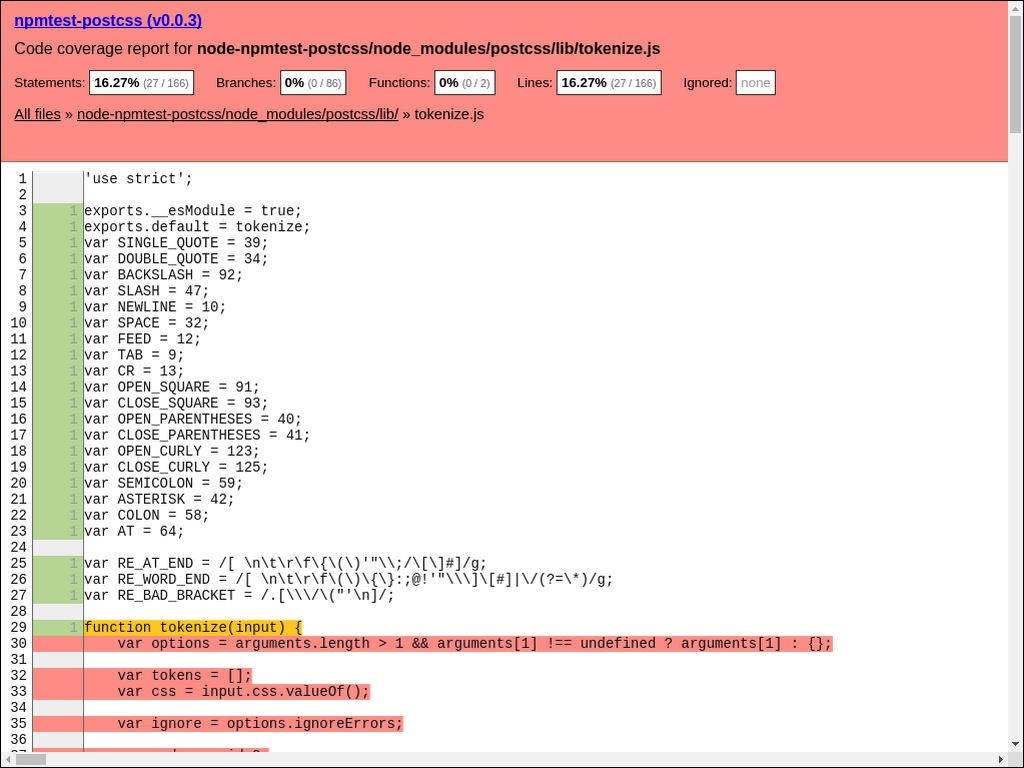 npmtest-postcss (v0.0.3)
Code coverage report for node-npmtest-postcss/node_modules/postcss/lib/tokenize.js
Statements: 16.27% (27 / 166) Branches: 0% (0 / 86) Functions: 0% (0 / 2) Lines: 16.27% (27 / 166) Ignored: none
All files » node-npmtest-postcss/node_modules/postcss/lib/ » tokenize.js
1 'use strict';
2
3 1 exports.__esModule = true;
4 1 exports.default = tokenize;
5 1 var SINGLE_QUOTE = 39;
6 1 var DOUBLE_QUOTE = 34;
7 1 var BACKSLASH = 92;
8 1 var SLASH = 47;
9 1 var NEWLINE = 10;
10 1 var SPACE = 32;
11 1 var FEED = 12;
12 1 var TAB = 9;
13 1 var CR = 13;
14 1 var OPEN_SQUARE = 91;
15 1 var CLOSE_SQUARE = 93;
16 1 var OPEN_PARENTHESES = 40;
17 1 var CLOSE_PARENTHESES = 41;
18 1 var OPEN_CURLY = 123;
19 1 var CLOSE_CURLY = 125;
20 1 var SEMICOLON = 59;
21 1 var ASTERISK = 42;
22 1 var COLON = 58;
23 1 var AT = 64;
24
25 1 var RE_AT_END = /[ \n\t\r\f\{\(\)'"\\;/\[\]#]/g;
26 1 var RE_WORD_END = /[ \n\t\r\f\(\)\{\}:;@!'"\\\]\[#]|\/(?=\*)/g;
27 1 var RE_BAD_BRACKET = /.[\\\/\("'\n]/;
28
29 1 function tokenize(input) {
30 var options = arguments.length > 1 && arguments[1] !== undefined ? arguments[1] : {};
31
32 var tokens = [];
33 var css = input.css.valueOf();
34
35 var ignore = options.ignoreErrors;
36